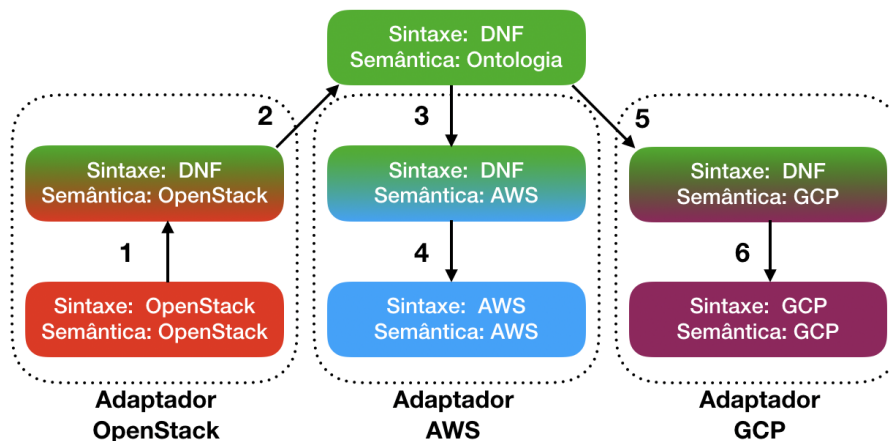 Sintaxe: DNF
Semântica: Ontologia
2
3
5
Sintaxe: DNF
Semântica: OpenStack
Sintaxe: DNF
Semântica: AWS
Sintaxe: DNF
Semântica: GCP
1
4
6
Sintaxe: OpenStack
Semântica: OpenStack
Sintaxe: AWS
Semântica: AWS
Sintaxe: GCP
Semântica: GCP
Adaptador
OpenStack
Adaptador
AWS
Adaptador
GCP